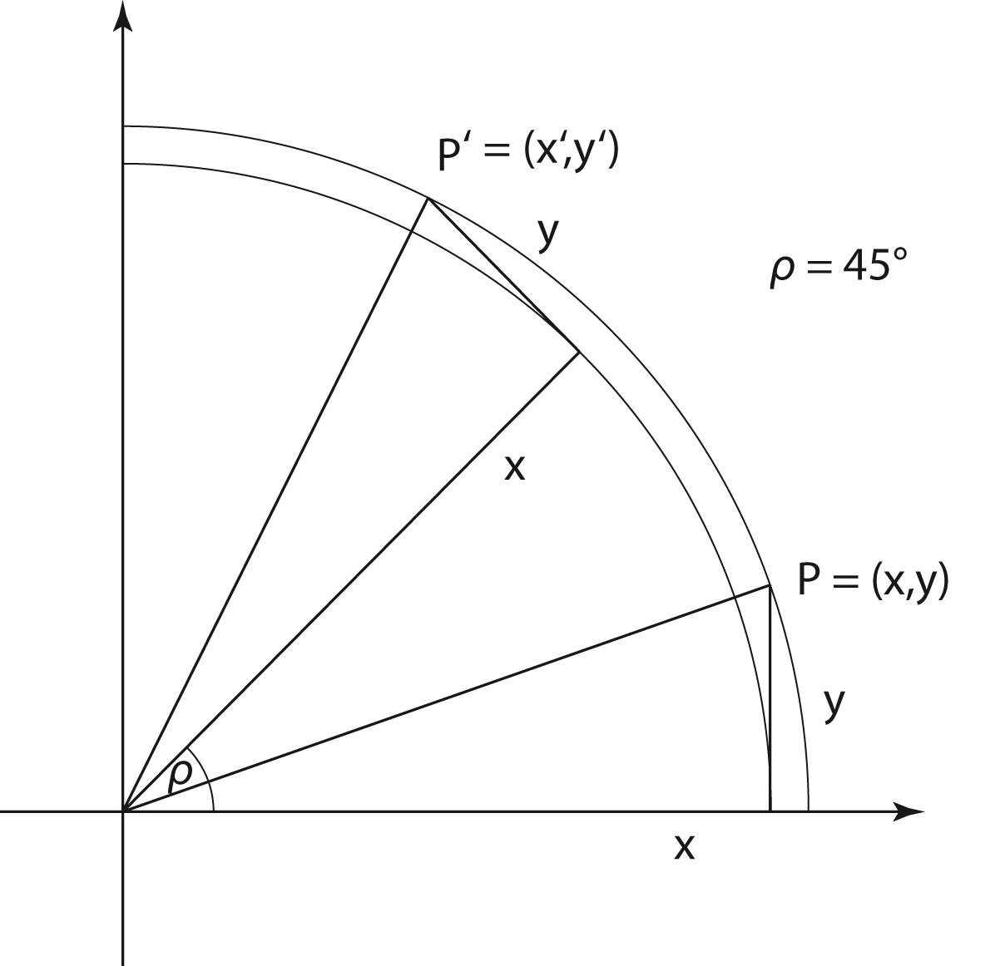 P‘ = (x‘,y‘)
y
ρ = 45°
x
P = (x,y)
y
ρ
x